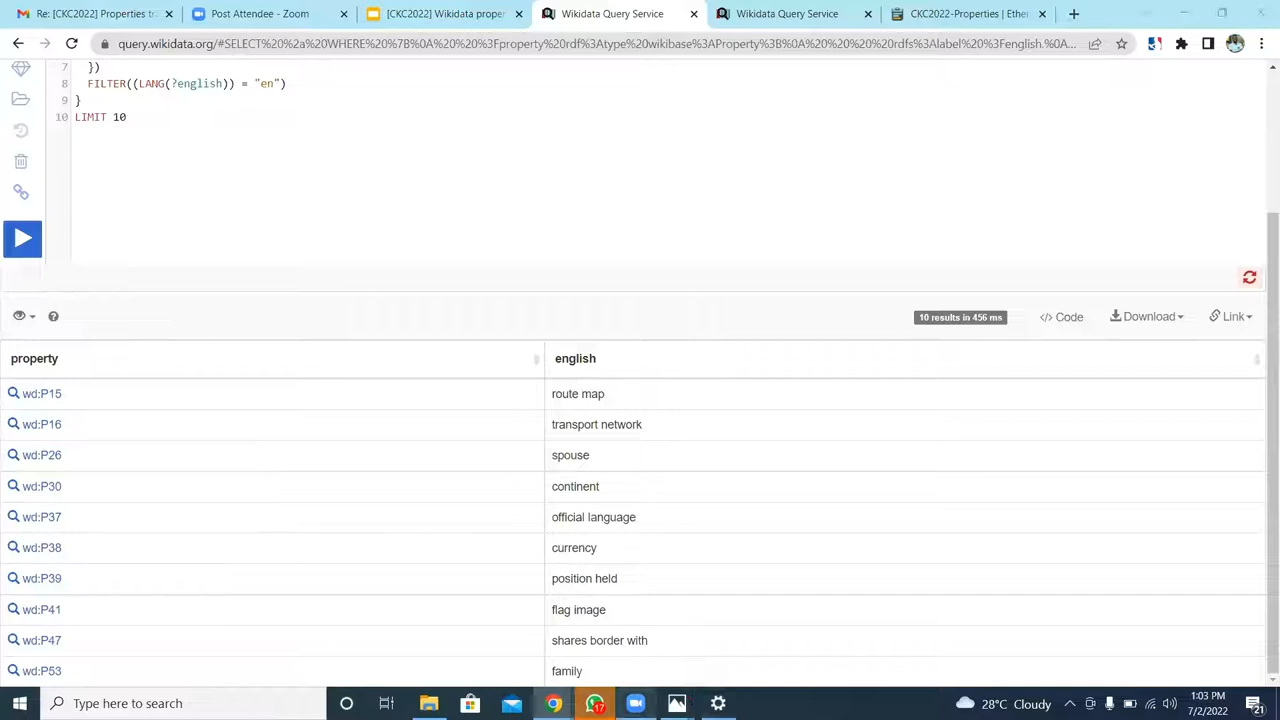 Re: [CKC2022] Properties tra
Post Attendee - Zoom
[CKC2022] Wikidata proper
Wikidata Query Service
Wikidata Query Service
CKC2022-Properties | Ether
query.wikidata.org/#SELECT%20%2a%20WHERE%20%7B%0A%20%20%3Fproperty%20rdf%3Atype%20wikibase%3AProperty%3B%0A%20%20%20%20rdfs%3Alabel%20%3Fenglish.%0A...
7 })
8 FILTER((LANG(?english)) = "en")
9 }
10 LIMIT 10
10 results in 456 ms
</> Code
Download
Link
property english
wd:P15 route map
wd:P16 transport network
wd:P26 spouse
wd:P30 continent
wd:P37 official language
wd:P38 currency
wd:P39 position held
wd:P41 flag image
wd:P47 shares border with
wd:P53 family
Type here to search
17
28°C Cloudy
1:03 PM
7/2/2022
21